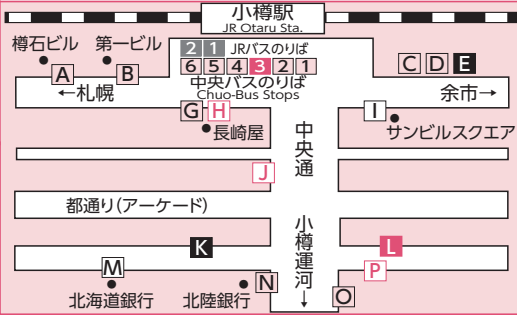 小樽駅
JR Otaru Sta.
樽石ビル 第一ビル
2 1 JRバスのりば
6 5 4 3 2 1
中央バスのりば
Chuo-Bus Stops
A B C D E
←札幌 余市→
G H I
長崎屋 サンビルスクエア
中央通
J
都通り(アーケード)
小樽運河→
K L
M P
N O
北海道銀行 北陸銀行